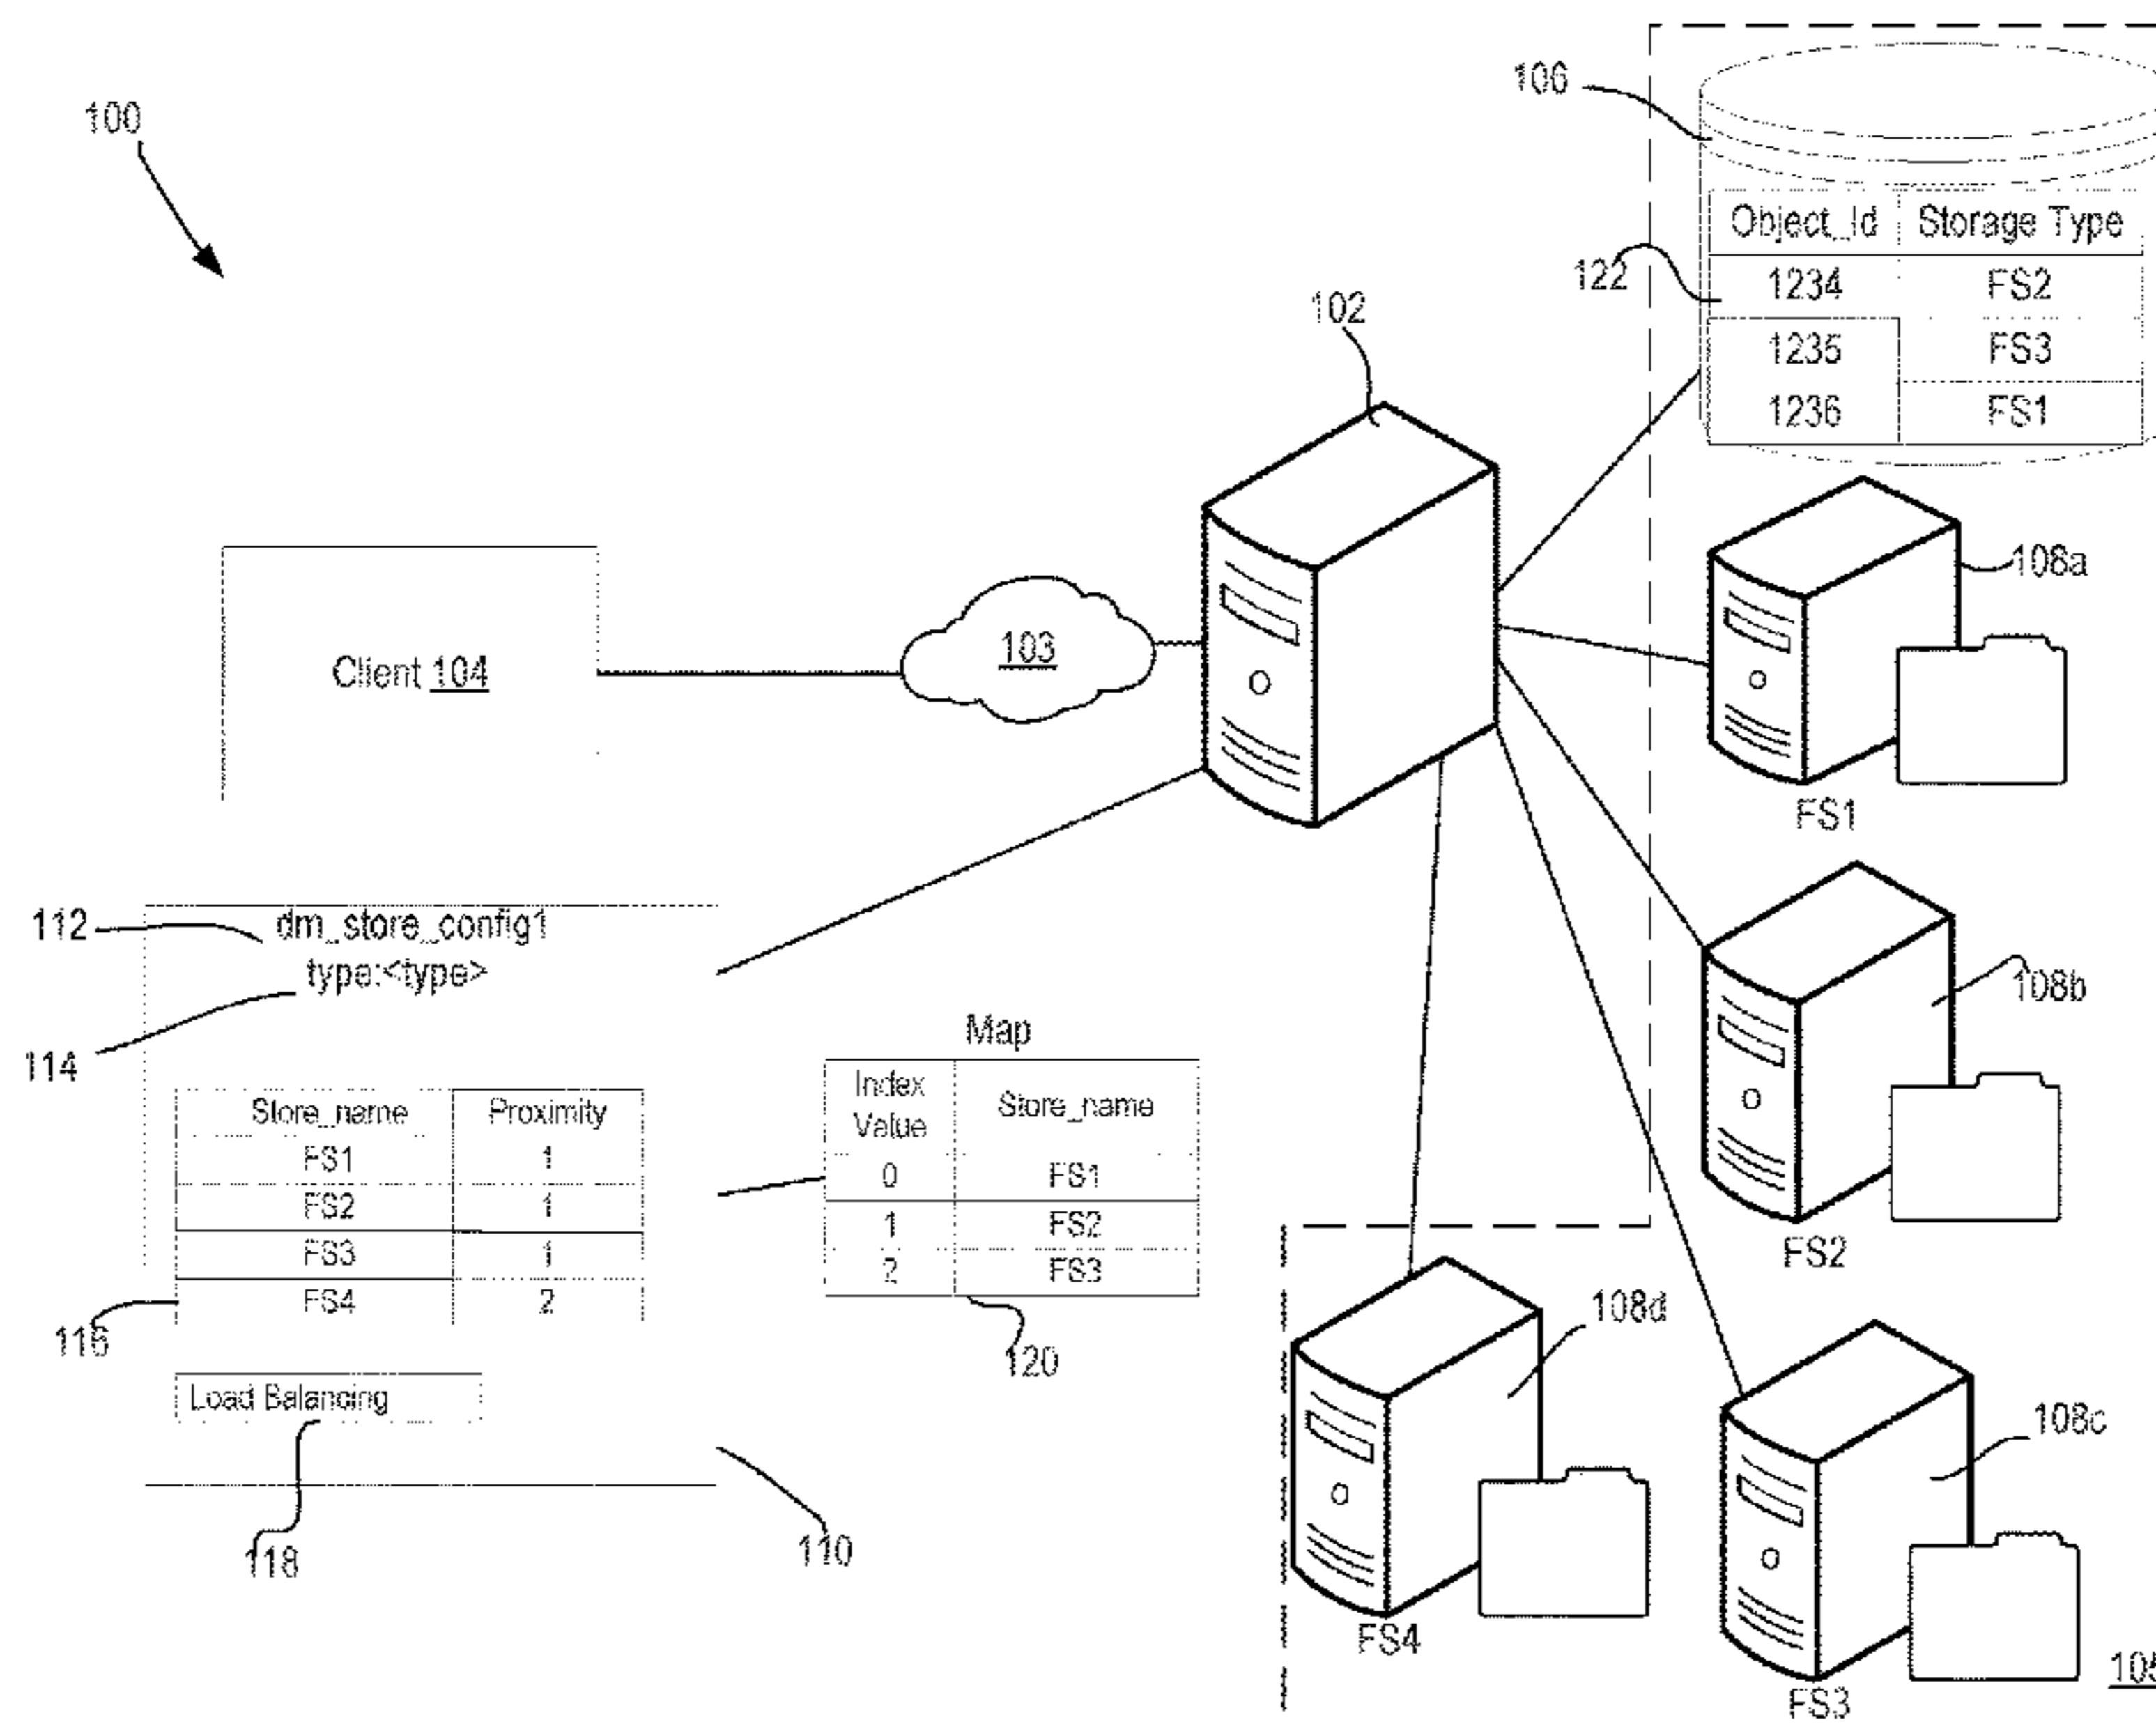 100
106
Object_Id Storage Type
122
1234 FS2
1235 FS3
1236 FS1
102
108a
FS1
103
Client 104
112
dm_store_config1
type:<type>
114
108b
FS2
Map
Index Value Store_name
0 FS1
1 FS2
2 FS3
120
Store_name Proximity
FS1 1
FS2 1
FS3 1
FS4 2
116
Load Balancing
118
110
108d
FS4
108c
FS3
105